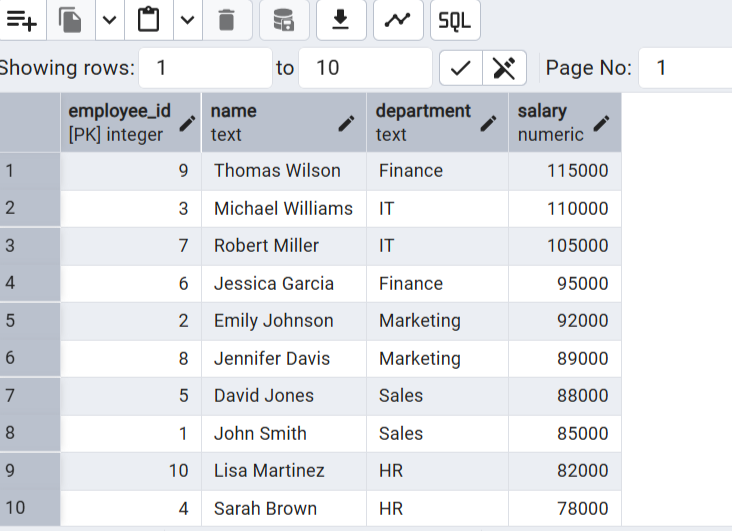 SQL
Showing rows: 1 to 10 Page No: 1
employee_id name department salary
[PK] integer text text numeric
1 9 Thomas Wilson Finance 115000
2 3 Michael Williams IT 110000
3 7 Robert Miller IT 105000
4 6 Jessica Garcia Finance 95000
5 2 Emily Johnson Marketing 92000
6 8 Jennifer Davis Marketing 89000
7 5 David Jones Sales 88000
8 1 John Smith Sales 85000
9 10 Lisa Martinez HR 82000
10 4 Sarah Brown HR 78000